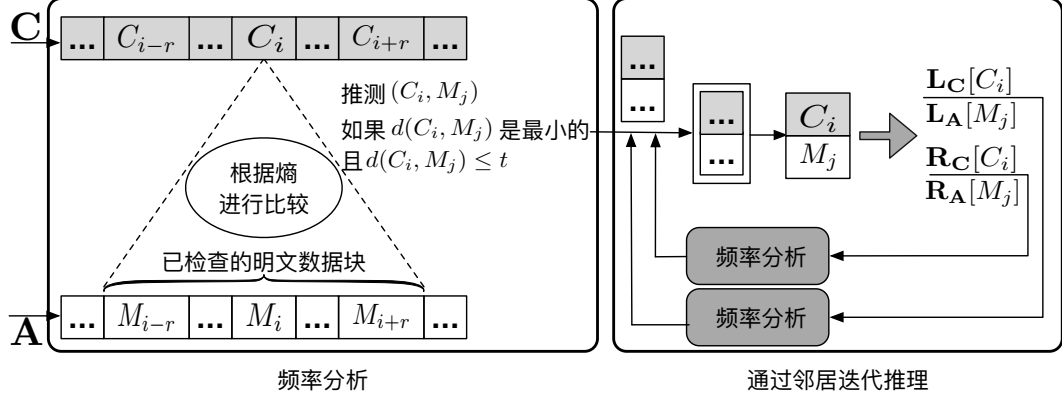 C
... C_{i-r} ... C_i ... C_{i+r} ...
推测 (C_i, M_j)
如果 d(C_i, M_j) 是最小的
且 d(C_i, M_j) ≤ t
根据熵
进行比较
已检查的明文数据块
A
... M_{i-r} ... M_i ... M_{i+r} ...
频率分析
...
...
...
...
C_i
M_j
L_C[C_i]
L_A[M_j]
R_C[C_i]
R_A[M_j]
频率分析
频率分析
通过邻居迭代推理